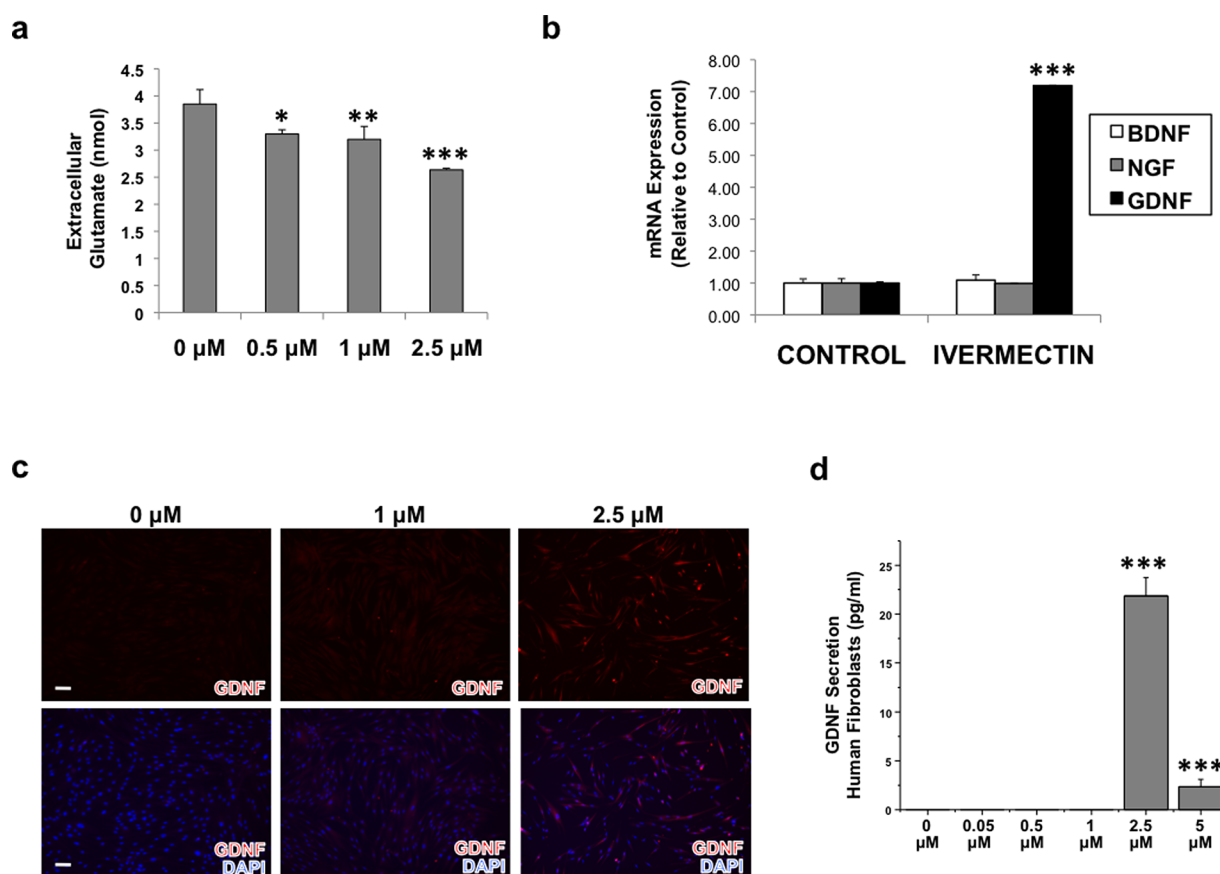 a
4.5
4
3.5
3
2.5
2
1.5
1
0.5
0
Extracellular
Glutamate (nmol)
*
**
***
0 µM
0.5 µM
1 µM
2.5 µM
b
8.00
7.00
6.00
5.00
4.00
3.00
2.00
1.00
0.00
mRNA Expression
(Relative to Control)
***
BDNF
NGF
GDNF
CONTROL
IVERMECTIN
c
0 µM
1 µM
2.5 µM
GDNF
GDNF
GDNF
GDNF
DAPI
GDNF
DAPI
GDNF
DAPI
d
25
20
15
10
5
0
GDNF Secretion
Human Fibroblasts (pg/ml)
***
***
0
µM
0.05
µM
0.5
µM
1
µM
2.5
µM
5
µM